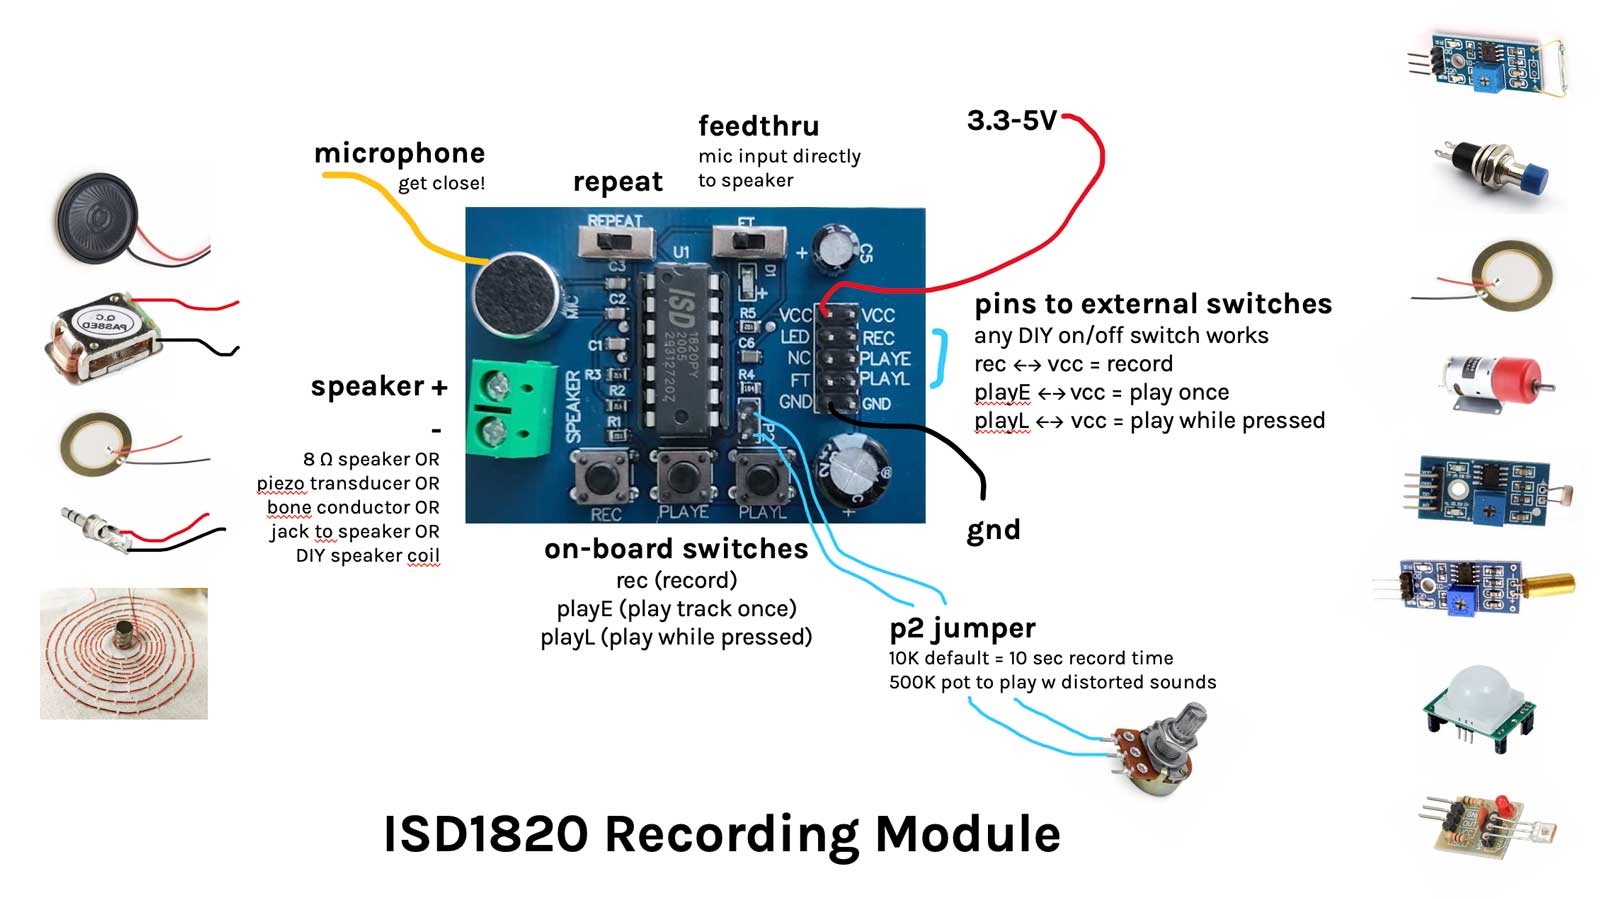 3.3-5V
feedthru
mic input directly
to speaker
microphone
get close!
repeat
REPEAT
FT
U1
C3
C2
C1
MIC
D1
+
+
C5
R5
C6
R4
R3
R2
R1
P2
ISD
1820PY
2005
29312720Z
VCC
LED
NC
FT
GND
VCC
REC
PLAYE
PLAYL
GND
SPEAKER
REC
PLAYE
PLAYL
+
Q.C
PASSED
speaker +
-
8 Ω speaker OR
piezo transducer OR
bone conductor OR
jack to speaker OR
DIY speaker coil
pins to external switches
any DIY on/off switch works
rec ↔ vcc = record
playE ↔ vcc = play once
playL ↔ vcc = play while pressed
gnd
on-board switches
rec (record)
playE (play track once)
playL (play while pressed)
p2 jumper
10K default = 10 sec record time
500K pot to play w distorted sounds
ISD1820 Recording Module